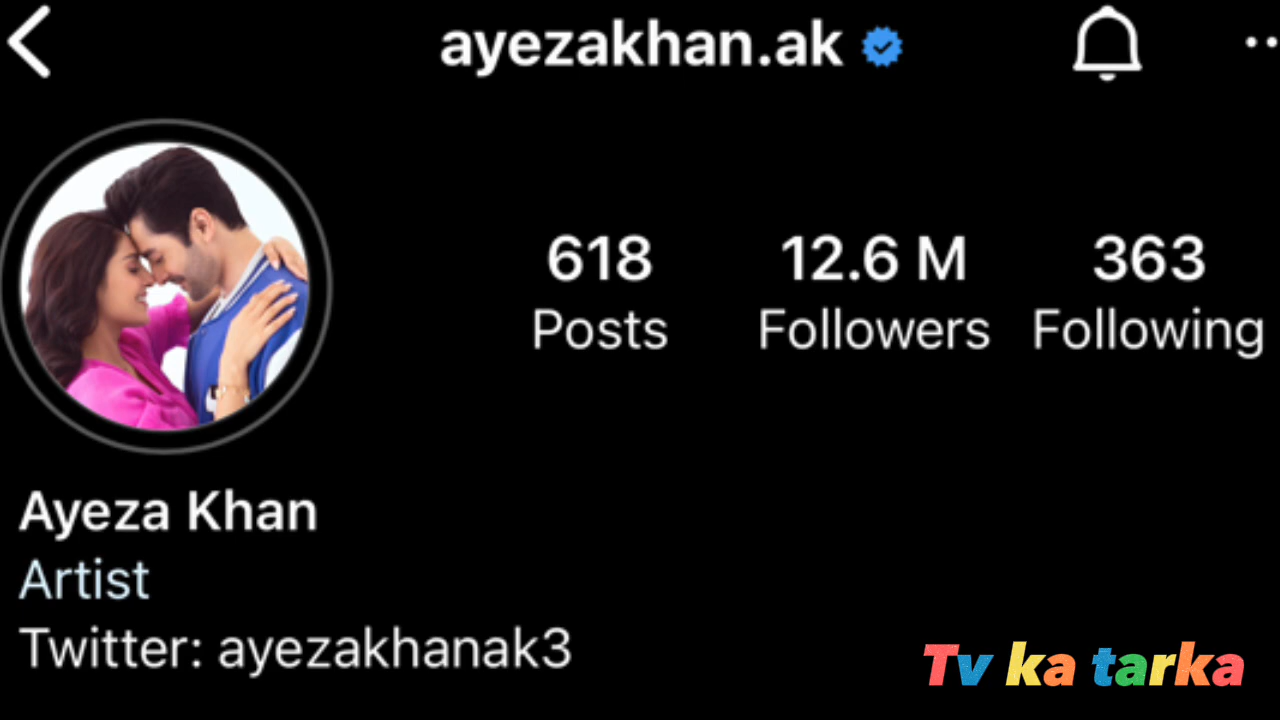 ayezakhan.ak
618 12.6 M 363
Posts Followers Following
Ayeza Khan
Artist
Twitter: ayezakhanak3
Tv ka tarka